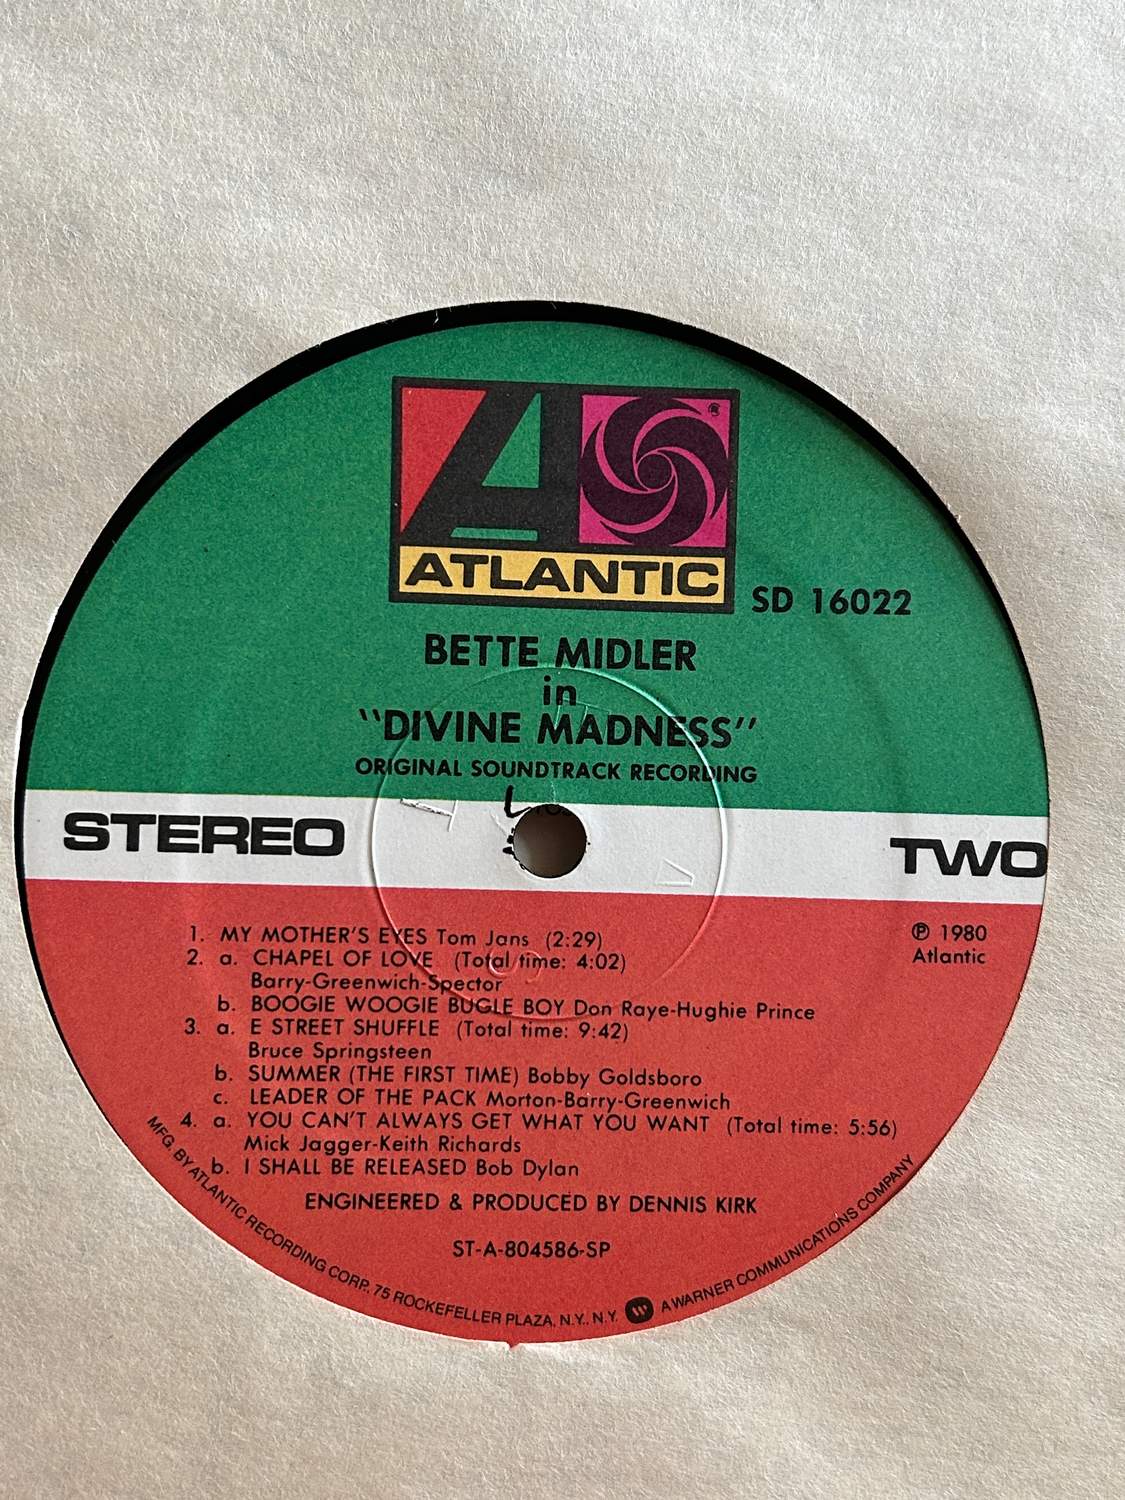 ATLANTIC
SD 16022
BETTE MIDLER
in
"DIVINE MADNESS"
ORIGINAL SOUNDTRACK RECORDING
STEREO
TWO
℗ 1980
Atlantic
1. MY MOTHER'S EYES Tom Jans (2:29)
2. a. CHAPEL OF LOVE (Total time: 4:02)
Barry-Greenwich-Spector
b. BOOGIE WOOGIE BUGLE BOY Don Raye-Hughie Prince
3. a. E STREET SHUFFLE (Total time: 9:42)
Bruce Springsteen
b. SUMMER (THE FIRST TIME) Bobby Goldsboro
c. LEADER OF THE PACK Morton-Barry-Greenwich
4. a. YOU CAN'T ALWAYS GET WHAT YOU WANT (Total time: 5:56)
Mick Jagger-Keith Richards
b. I SHALL BE RELEASED Bob Dylan
ENGINEERED & PRODUCED BY DENNIS KIRK
ST-A-804586-SP
MFG. BY ATLANTIC RECORDING CORP., 75 ROCKEFELLER PLAZA, N.Y., N.Y. A WARNER COMMUNICATIONS COMPANY